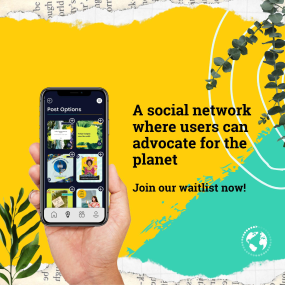 Post Options
A social network
where users can
advocate for the
planet
Join our waitlist now!